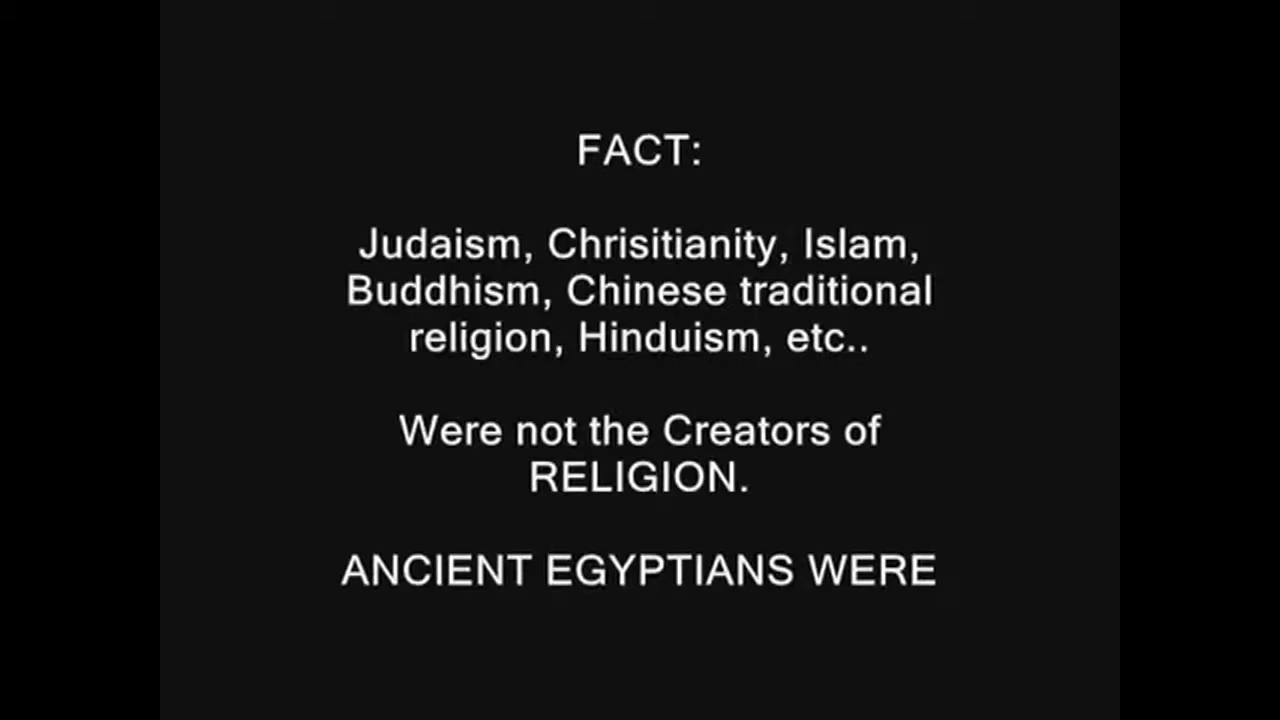 FACT:
Judaism, Chrisitianity, Islam,
Buddhism, Chinese traditional
religion, Hinduism, etc..
Were not the Creators of
RELIGION.
ANCIENT EGYPTIANS WERE